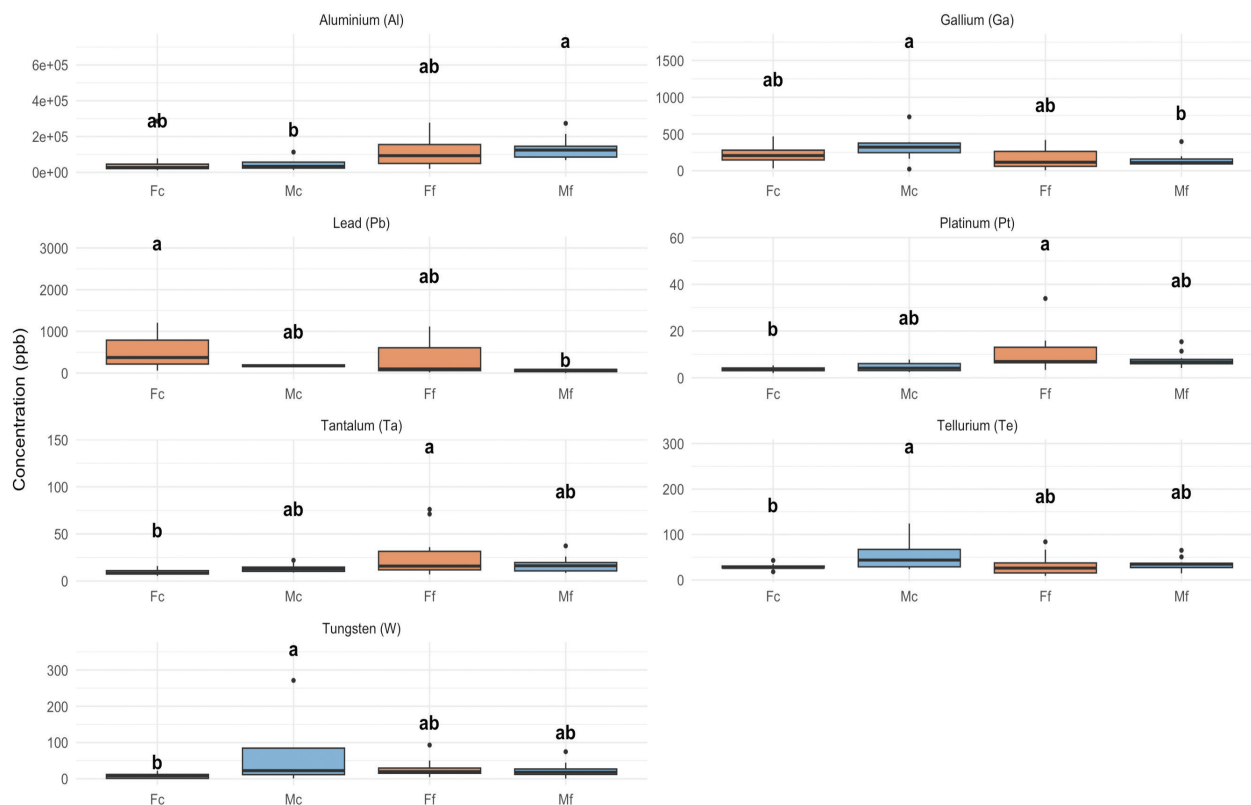 Aluminium (Al)
Gallium (Ga)
6e+05
4e+05
2e+05
0e+00
ab
b
ab
a
Fc
Mc
Ff
Mf
1500
1000
500
0
ab
a
ab
b
Fc
Mc
Ff
Mf
Lead (Pb)
Platinum (Pt)
3000
2000
1000
0
a
ab
ab
b
Fc
Mc
Ff
Mf
60
40
20
0
b
ab
a
ab
Fc
Mc
Ff
Mf
Concentration (ppb)
Tantalum (Ta)
Tellurium (Te)
150
100
50
0
b
ab
a
ab
Fc
Mc
Ff
Mf
300
200
100
0
b
a
ab
ab
Fc
Mc
Ff
Mf
Tungsten (W)
300
200
100
0
b
a
ab
ab
Fc
Mc
Ff
Mf